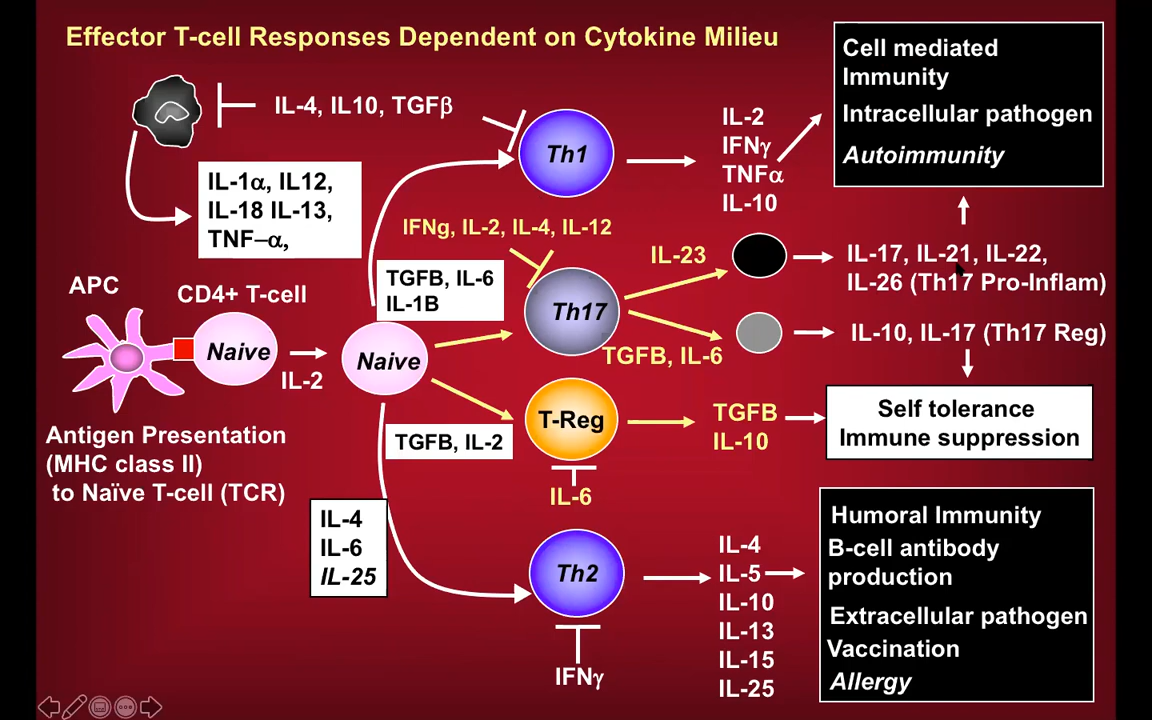 Effector T-cell Responses Dependent on Cytokine Milieu
IL-4, IL10, TGFβ
IL-1α, IL12,
IL-18 IL-13,
TNF–α,
Th1
IL-2
IFNγ
TNFα
IL-10
Cell mediated
Immunity
Intracellular pathogen
Autoimmunity
IFNg, IL-2, IL-4, IL-12
APC
CD4+ T-cell
Naive
IL-2
Naive
TGFB, IL-6
IL-1B
Th17
IL-23
IL-17, IL-21, IL-22,
IL-26 (Th17 Pro-Inflam)
TGFB, IL-6
IL-10, IL-17 (Th17 Reg)
Antigen Presentation
(MHC class II)
to Naïve T-cell (TCR)
TGFB, IL-2
T-Reg
IL-6
TGFB
IL-10
Self tolerance
Immune suppression
IL-4
IL-6
IL-25
Th2
IFNγ
IL-4
IL-5
IL-10
IL-13
IL-15
IL-25
Humoral Immunity
B-cell antibody
production
Extracellular pathogen
Vaccination
Allergy